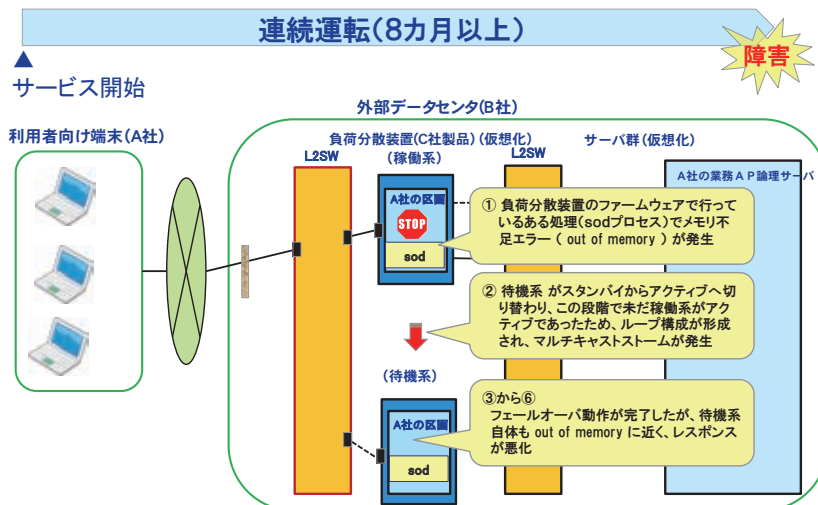 連続運転(8カ月以上)
障害
▲
サービス開始
外部データセンタ(B社)
利用者向け端末(A社)
負荷分散装置(C社製品)(仮想化)
サーバ群(仮想化)
L2SW
(稼働系)
L2SW
A社の区画
A社の業務AP論理サーバ
STOP
sod
① 負荷分散装置のファームウェアで行って
いるある処理(sodプロセス)でメモリ不
足エラー ( out of memory ) が発生
② 待機系 がスタンバイからアクティブへ切
り替わり、この段階で未だ稼働系がアク
ティブであったため、ループ構成が形成
され、マルチキャストストームが発生
(待機系)
A社の区画
sod
③から⑥
フェールオーバ動作が完了したが、待機系
自体も out of memory に近く、レスポンス
が悪化